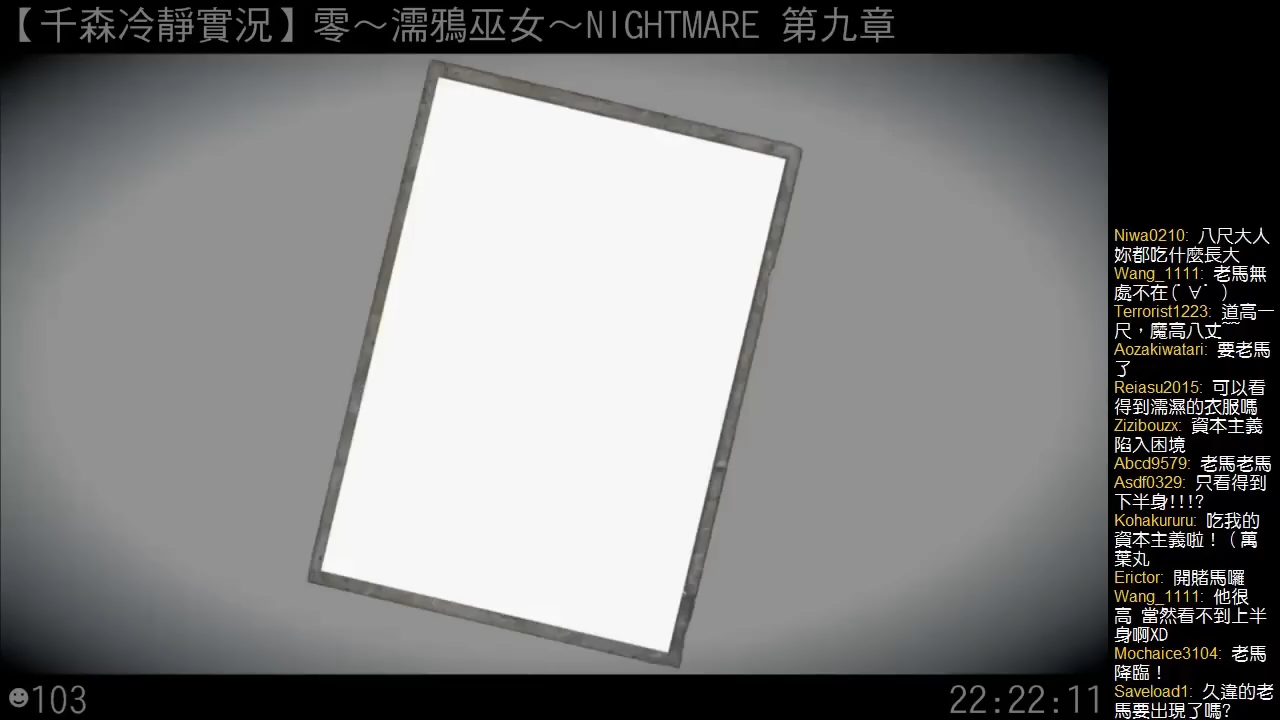 【千森冷靜實況】零～濡鴉巫女～NIGHTMARE 第九章
Niwa0210: 八尺大人
妳都吃什麼長大
Wang_1111: 老馬無
處不在(ˊ∀ˋ)
Terrorist1223: 道高一
尺，魔高八丈~~
Aozakiwatari: 要老馬
了
Reiasu2015: 可以看
得到濡濕的衣服嗎
Zizibouzx: 資本主義
陷入困境
Abcd9579: 老馬老馬
Asdf0329: 只看得到
下半身!!!?
Kohakururu: 吃我的
資本主義啦！（萬
葉丸
Erictor: 開賭馬囉
Wang_1111: 他很
高 當然看不到上半
身啊XD
Mochaice3104: 老馬
降臨！
Saveload1: 久違的老
馬要出現了嗎?
103
22:22:11